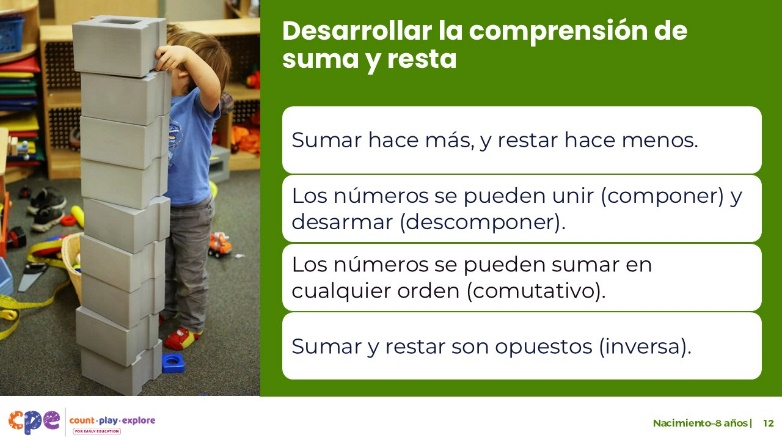 Desarrollar la comprensión de
suma y resta
Sumar hace más, y restar hace menos.
Los números se pueden unir (componer) y
desarmar (descomponer).
Los números se pueden sumar en
cualquier orden (comutativo).
Sumar y restar son opuestos (inversa).
cpe
count·play·explore
FOR EARLY EDUCATION
Nacimiento–8 años | 12